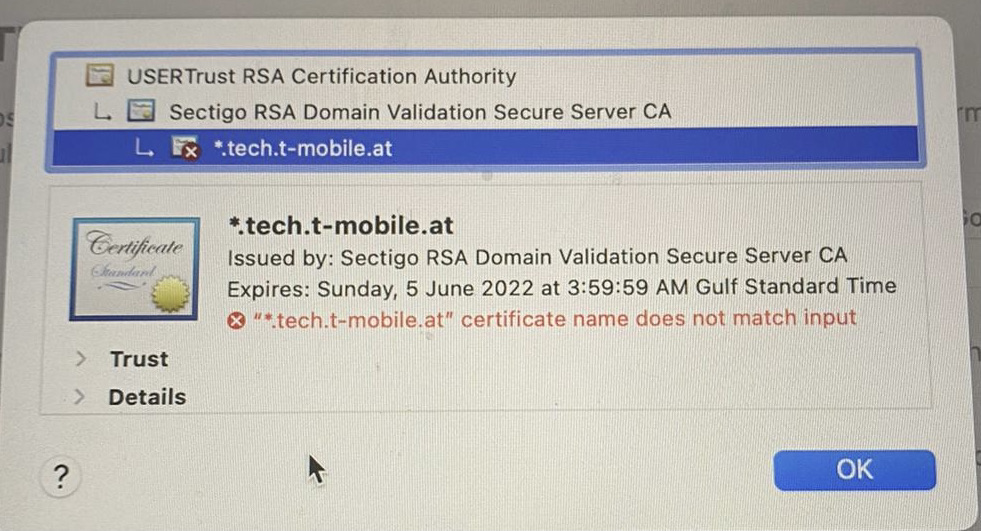 USERTrust RSA Certification Authority
Sectigo RSA Domain Validation Secure Server CA
*.tech.t-mobile.at
Certificate
Standard
*.tech.t-mobile.at
Issued by: Sectigo RSA Domain Validation Secure Server CA
Expires: Sunday, 5 June 2022 at 3:59:59 AM Gulf Standard Time
“*.tech.t-mobile.at” certificate name does not match input
Trust
Details
?
OK